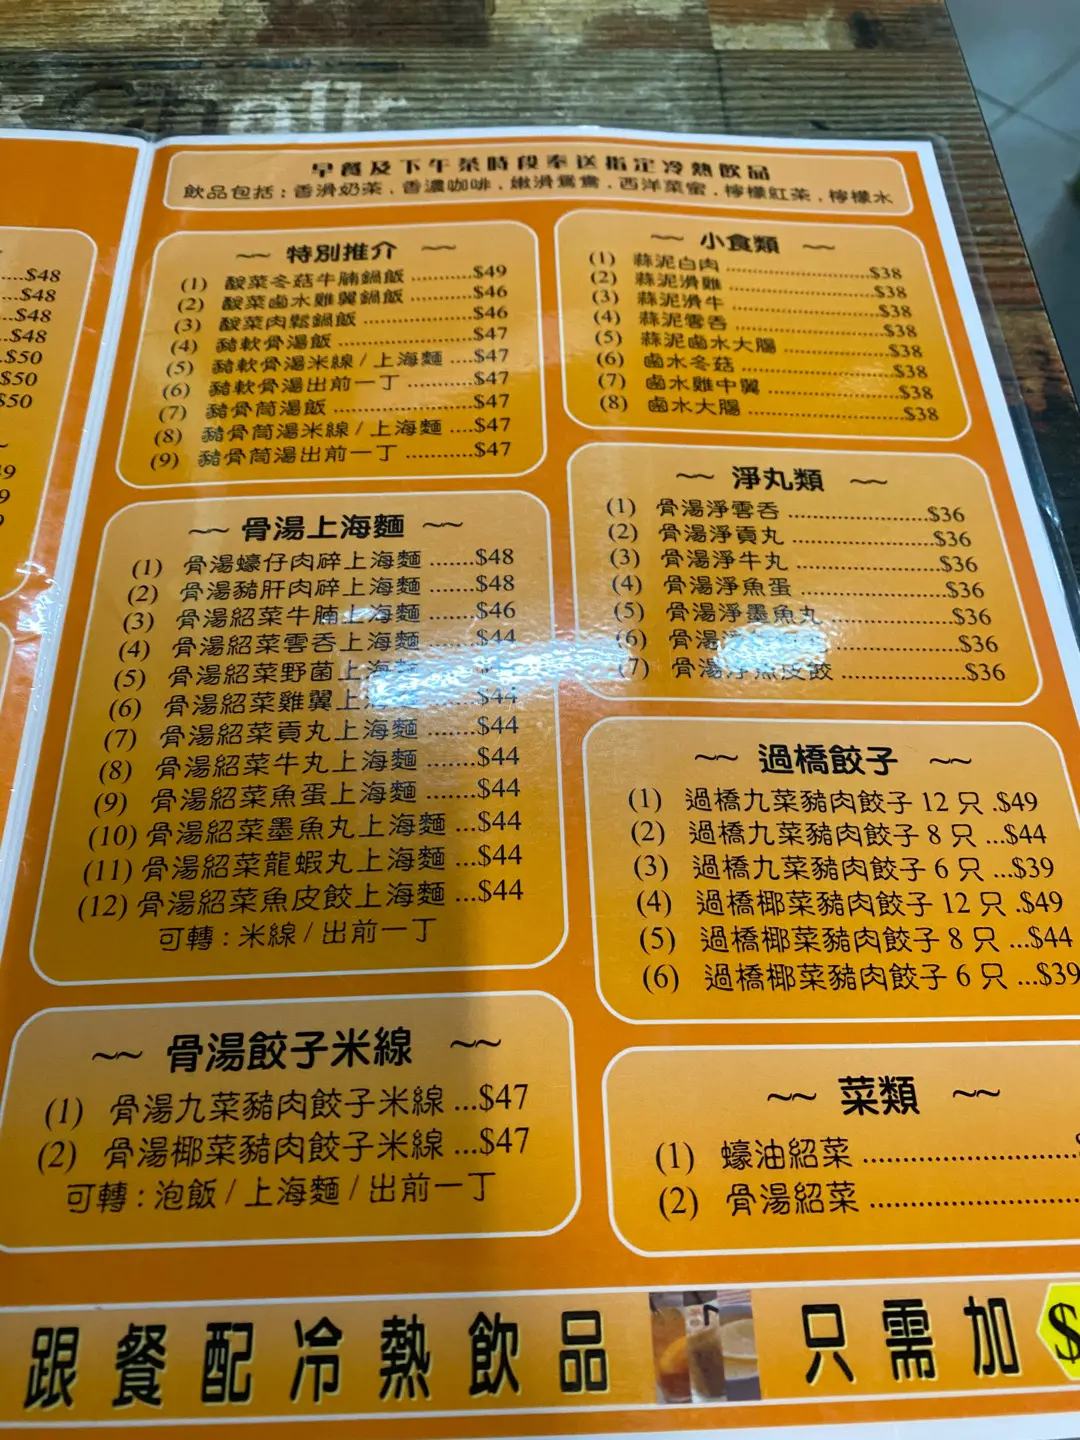 早餐及下午茶時段奉送指定冷熱飲品
飲品包括 : 香滑奶茶 , 香濃咖啡 , 嫩滑鴛鴦 , 西洋菜蜜 , 檸檬紅茶 , 檸檬水
....$48
...$48
..$48
..$48
.$50
$50
$50
~~ 特別推介 ~~
(1) 酸菜冬菇牛腩鍋飯 ..........$49
(2) 酸菜鹵水雞翼鍋飯 ..........$46
(3) 酸菜肉鬆鍋飯 ..........$46
(4) 豬軟骨湯飯 ..........$47
(5) 豬軟骨湯米線 / 上海麵 ....$47
(6) 豬軟骨湯出前一丁 ..........$47
(7) 豬骨筒湯飯 ..........$47
(8) 豬骨筒湯米線 / 上海麵 ....$47
(9) 豬骨筒湯出前一丁 ..........$47
~~ 骨湯上海麵 ~~
(1) 骨湯蠔仔肉碎上海麵 .......$48
(2) 骨湯豬肝肉碎上海麵 .......$48
(3) 骨湯紹菜牛腩上海麵 .......$46
(4) 骨湯紹菜雲吞上海麵 .......$44
(5) 骨湯紹菜野菌上海
(6) 骨湯紹菜雞翼上 $44
(7) 骨湯紹菜貢丸上海麵 .......$44
(8) 骨湯紹菜牛丸上海麵 .......$44
(9) 骨湯紹菜魚蛋上海麵 .......$44
(10) 骨湯紹菜墨魚丸上海麵 ...$44
(11) 骨湯紹菜龍蝦丸上海麵 ...$44
(12) 骨湯紹菜魚皮餃上海麵 ...$44
可轉 : 米線 / 出前一丁
~~ 骨湯餃子米線 ~~
(1) 骨湯九菜豬肉餃子米線 ...$47
(2) 骨湯椰菜豬肉餃子米線 ...$47
可轉 : 泡飯 / 上海麵 / 出前一丁
~~ 小食類 ~~
(1) 蒜泥白肉 ..........$38
(2) 蒜泥滑雞 ..........$38
(3) 蒜泥滑牛 ..........$38
(4) 蒜泥雲吞 ..........$38
(5) 蒜泥鹵水大腸 ..........$38
(6) 鹵水冬菇 ..........$38
(7) 鹵水雞中翼 ..........$38
(8) 鹵水大腸 ..........$38
~~ 淨丸類 ~~
(1) 骨湯淨雲吞 ..........$36
(2) 骨湯淨貢丸 ..........$36
(3) 骨湯淨牛丸 ..........$36
(4) 骨湯淨魚蛋 ..........$36
(5) 骨湯淨墨魚丸 ..........$36
(6) 骨湯淨 ..........$36
(7) 骨湯淨魚皮餃 ..........$36
~~ 過橋餃子 ~~
(1) 過橋九菜豬肉餃子 12 只 .$49
(2) 過橋九菜豬肉餃子 8 只 ...$44
(3) 過橋九菜豬肉餃子 6 只 ...$39
(4) 過橋椰菜豬肉餃子 12 只 .$49
(5) 過橋椰菜豬肉餃子 8 只 ...$44
(6) 過橋椰菜豬肉餃子 6 只 ...$39
~~ 菜類 ~~
(1) 蠔油紹菜 ..........
(2) 骨湯紹菜 ..........
跟餐配冷熱飲品 只需加 $